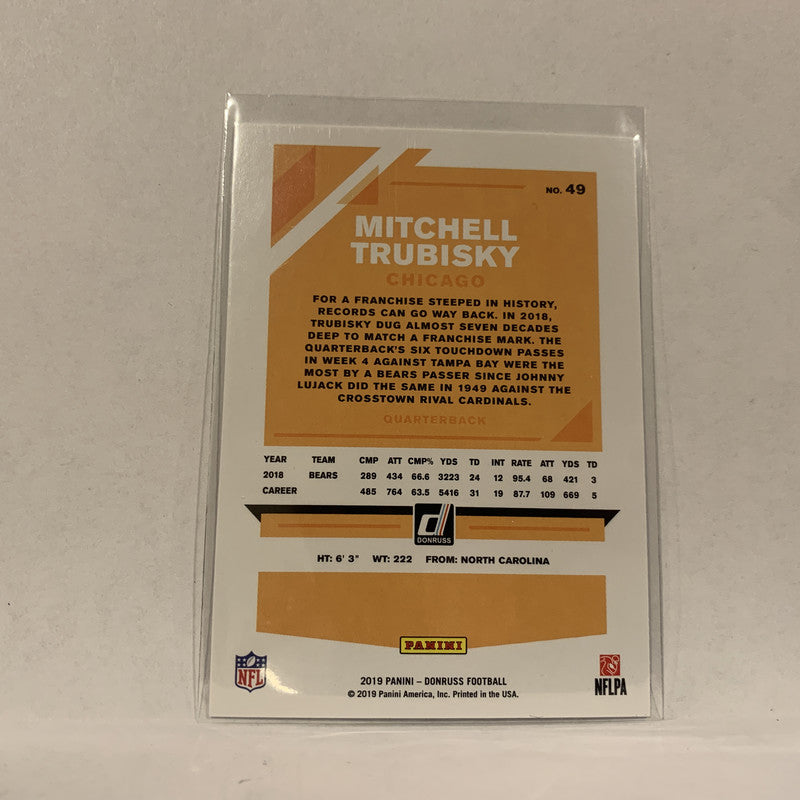 NO. 49
MITCHELL
TRUBISKY
CHICAGO
FOR A FRANCHISE STEEPED IN HISTORY,
RECORDS CAN GO WAY BACK. IN 2018,
TRUBISKY DUG ALMOST SEVEN DECADES
DEEP TO MATCH A FRANCHISE MARK. THE
QUARTERBACK'S SIX TOUCHDOWN PASSES
IN WEEK 4 AGAINST TAMPA BAY WERE THE
MOST BY A BEARS PASSER SINCE JOHNNY
LUJACK DID THE SAME IN 1949 AGAINST THE
CROSSTOWN RIVAL CARDINALS.
QUARTERBACK
YEAR TEAM CMP ATT CMP% YDS TD INT RATE ATT YDS TD
2018 BEARS 289 434 66.6 3223 24 12 95.4 68 421 3
CAREER 485 764 63.5 5416 31 19 87.7 109 669 5
d
DONRUSS
HT: 6' 3" WT: 222 FROM: NORTH CAROLINA
PANINI
NFL
2019 PANINI – DONRUSS FOOTBALL
© 2019 Panini America, Inc. Printed in the USA.
NFLPA